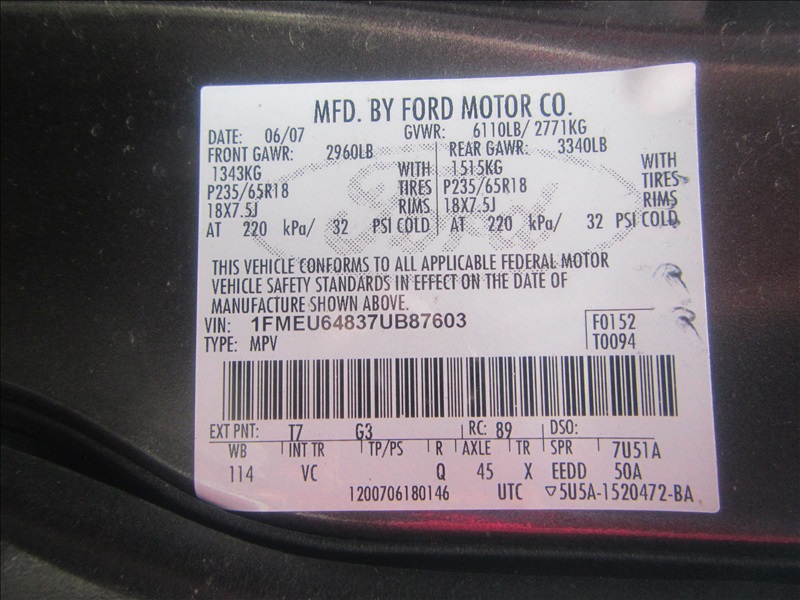 MFD. BY FORD MOTOR CO.
DATE: 06/07 GVWR: 6110LB/ 2771KG
FRONT GAWR: 2960LB REAR GAWR: 3340LB
1343KG WITH 1515KG WITH
P235/65R18 TIRES P235/65R18 TIRES
18X7.5J RIMS 18X7.5J RIMS
AT 220 kPa/ 32 PSI COLD AT 220 kPa/ 32 PSI COLD
Ford
THIS VEHICLE CONFORMS TO ALL APPLICABLE FEDERAL MOTOR
VEHICLE SAFETY STANDARDS IN EFFECT ON THE DATE OF
MANUFACTURE SHOWN ABOVE.
VIN: 1FMEU64837UB87603 F0152
TYPE: MPV T0094
EXT PNT: T7 G3 RC: 89 DSO:
WB INT TR TP/PS R AXLE TR SPR 7U51A
114 VC Q 45 X EEDD 50A
1200706180146 UTC ▽5U5A-1520472-BA